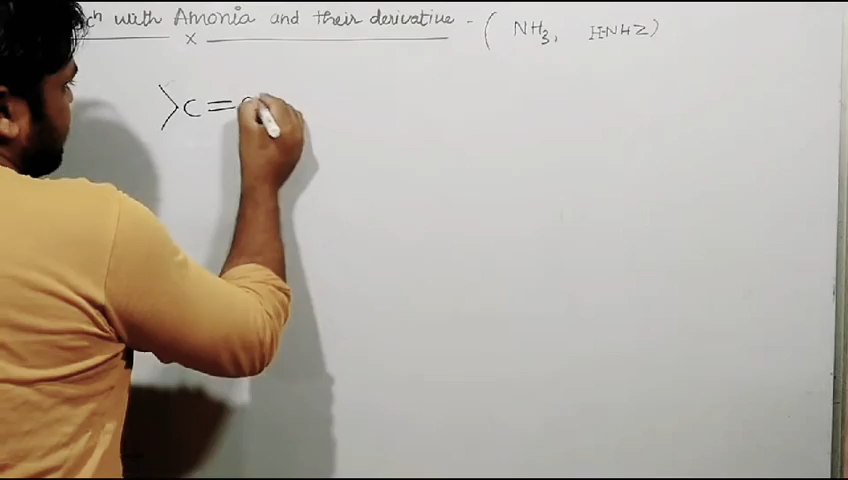 with Amonia and their derivative - ( NH3, H-NHZ )
>C=